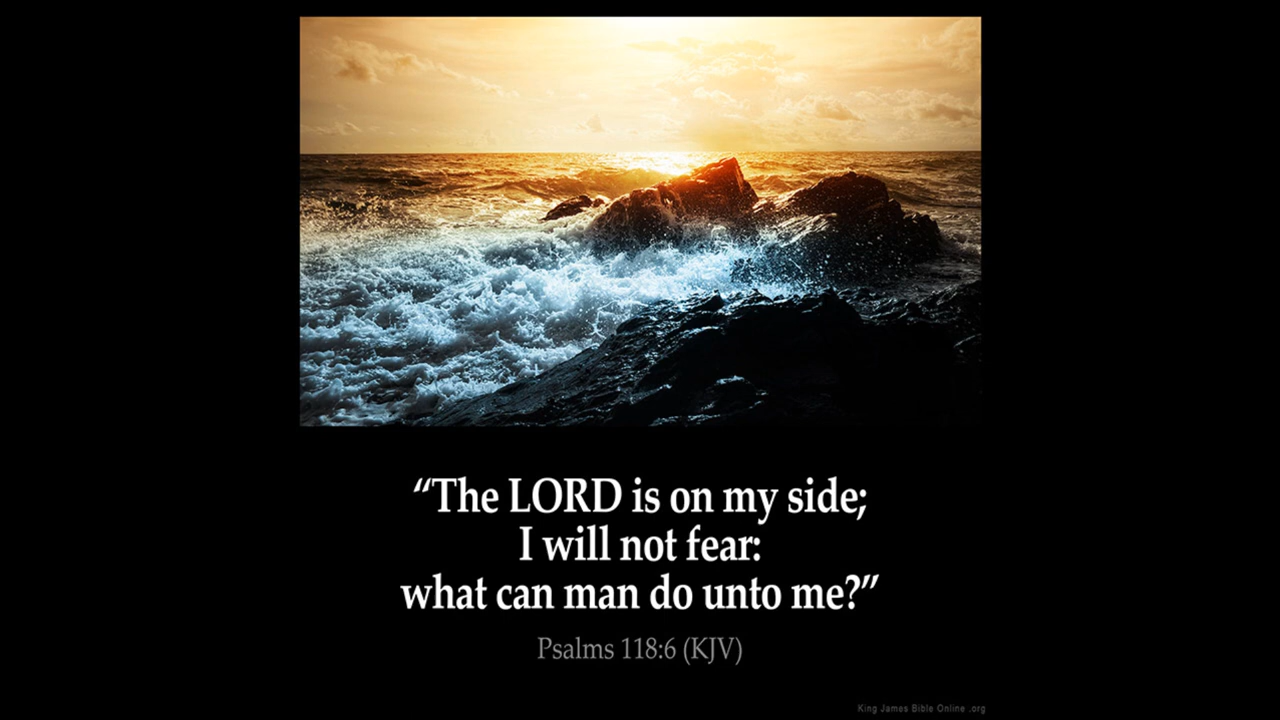 “The LORD is on my side;
I will not fear:
what can man do unto me?”
Psalms 118:6 (KJV)
King James Bible Online .org